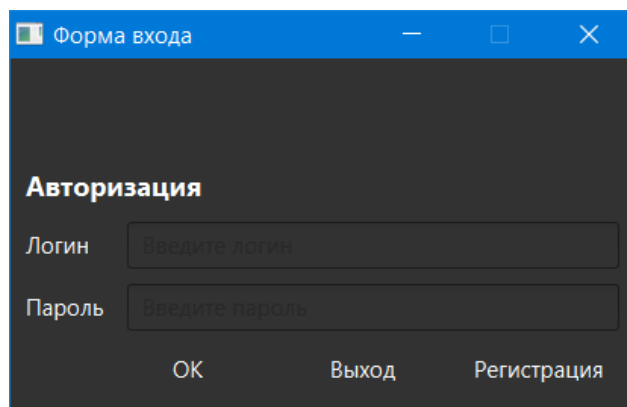 Форма входа
Авторизация
Логин Введите логин
Пароль Введите пароль
OK Выход Регистрация